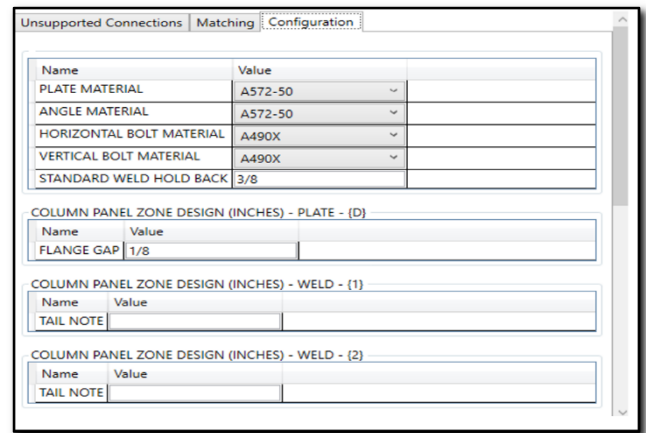 Unsupported Connections Matching Configuration
Name Value
PLATE MATERIAL A572-50
ANGLE MATERIAL A572-50
HORIZONTAL BOLT MATERIAL A490X
VERTICAL BOLT MATERIAL A490X
STANDARD WELD HOLD BACK 3/8
COLUMN PANEL ZONE DESIGN (INCHES) - PLATE - {D}
Name Value
FLANGE GAP 1/8
COLUMN PANEL ZONE DESIGN (INCHES) - WELD - {1}
Name Value
TAIL NOTE
COLUMN PANEL ZONE DESIGN (INCHES) - WELD - {2}
Name Value
TAIL NOTE